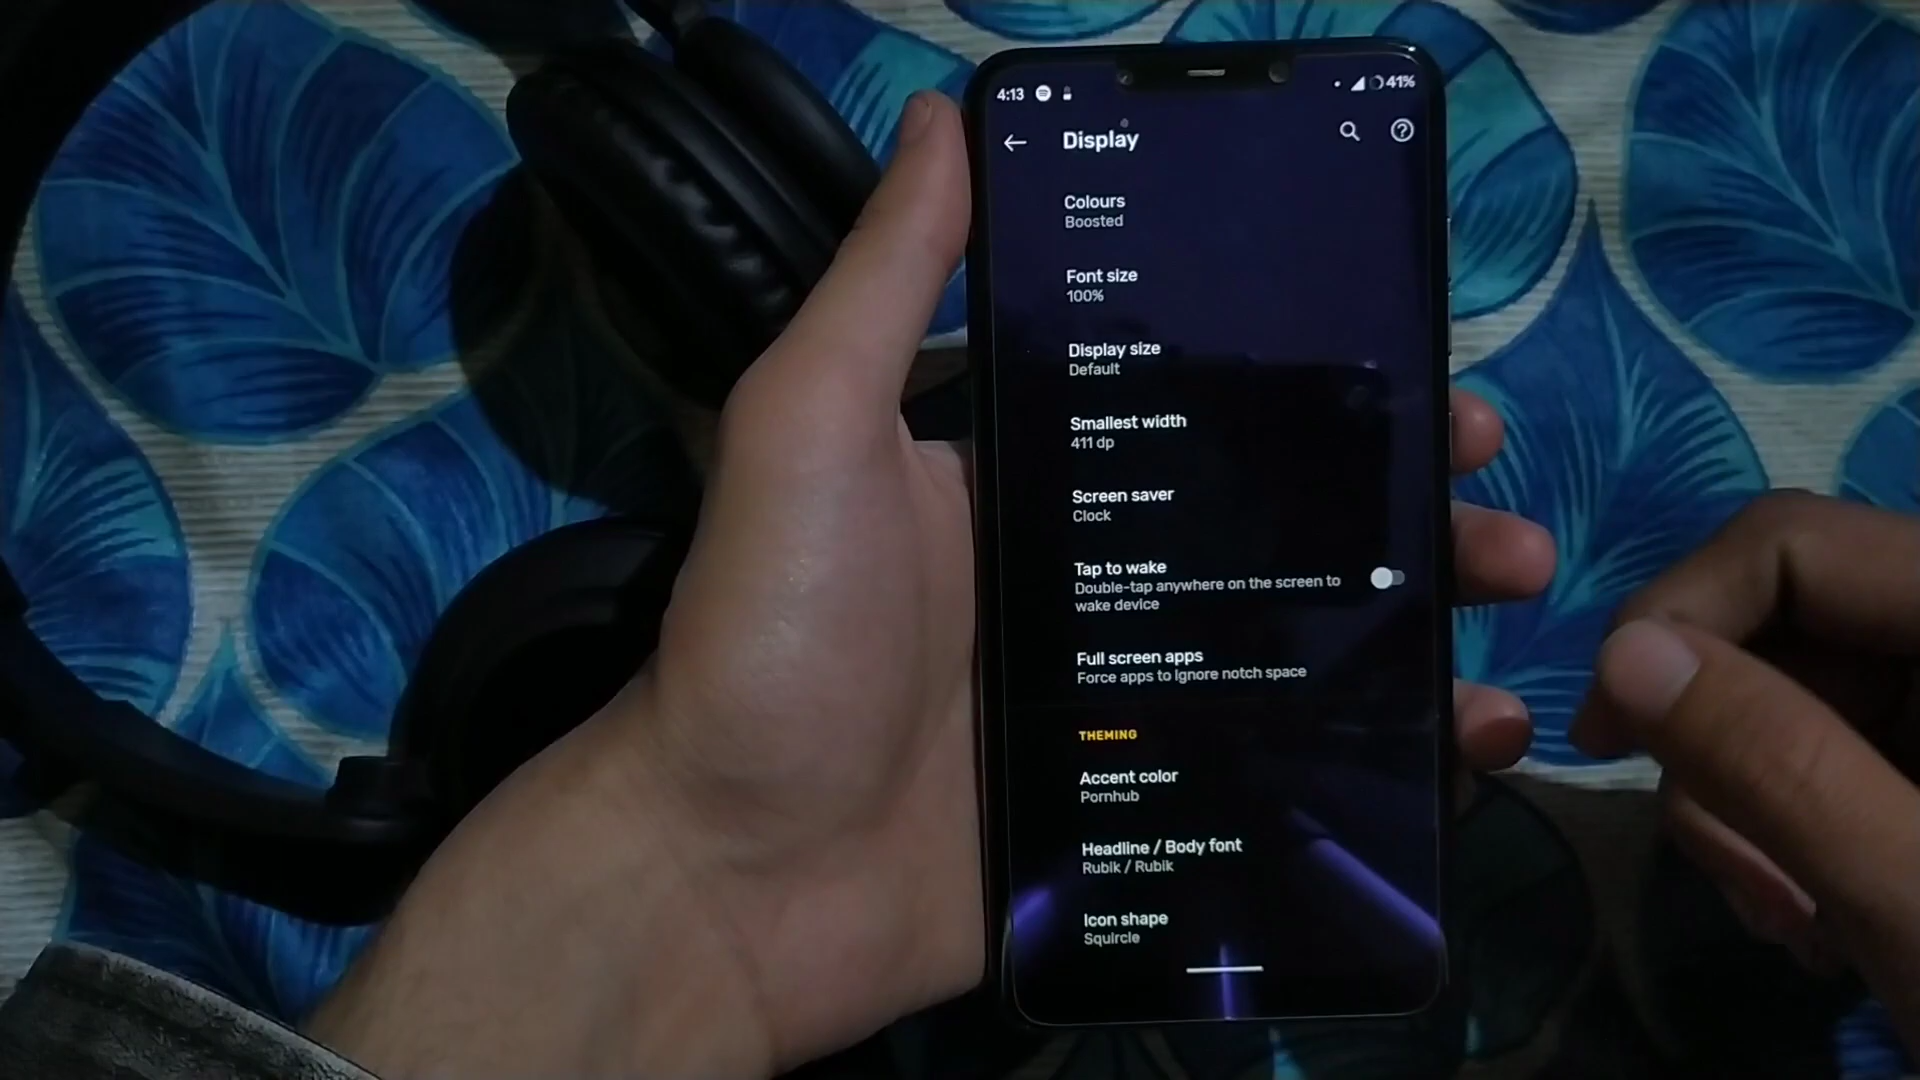 4:13
41%
Display
Colours
Boosted
Font size
100%
Display size
Default
Smallest width
411 dp
Screen saver
Clock
Tap to wake
Double-tap anywhere on the screen to
wake device
Full screen apps
Force apps to ignore notch space
THEMING
Accent color
Pornhub
Headline / Body font
Rubik / Rubik
Icon shape
Squircle